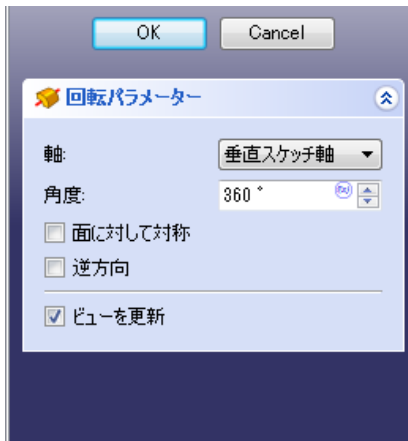 OK Cancel
回転パラメーター
軸: 垂直スケッチ軸
角度: 360 °
面に対して対称
逆方向
ビューを更新